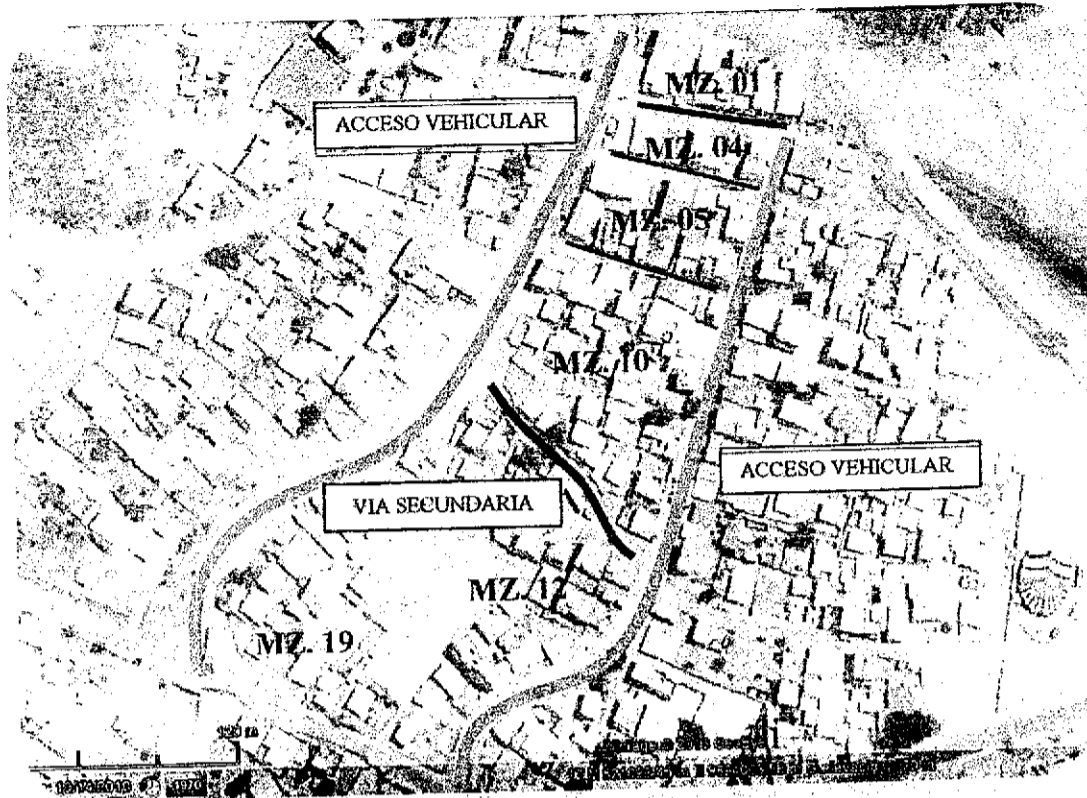 MZ. 01
ACCESO VEHICULAR
MZ. 04
MZ. 05
MZ. 10
ACCESO VEHICULAR
VIA SECUNDARIA
MZ. 12
MZ. 19